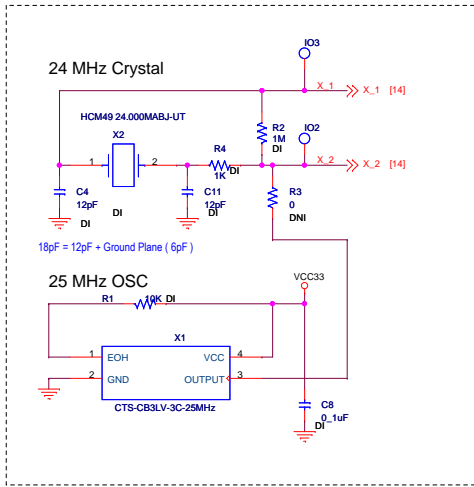 IO3
24 MHz Crystal
X_1
X_1 [14]
HCM49 24.000MABJ-UT
X2
1
2
R4
1K
DI
R2
1M
DI
IO2
X_2
X_2 [14]
C4
12pF
DI
DI
C11
12pF
DI
R3
0
DNI
18pF = 12pF + Ground Plane ( 6pF )
25 MHz OSC
VCC33
R1
10K
DI
X1
1
EOH
VCC
4
2
GND
OUTPUT
3
CTS-CB3LV-3C-25MHz
C8
0_1uF
DI